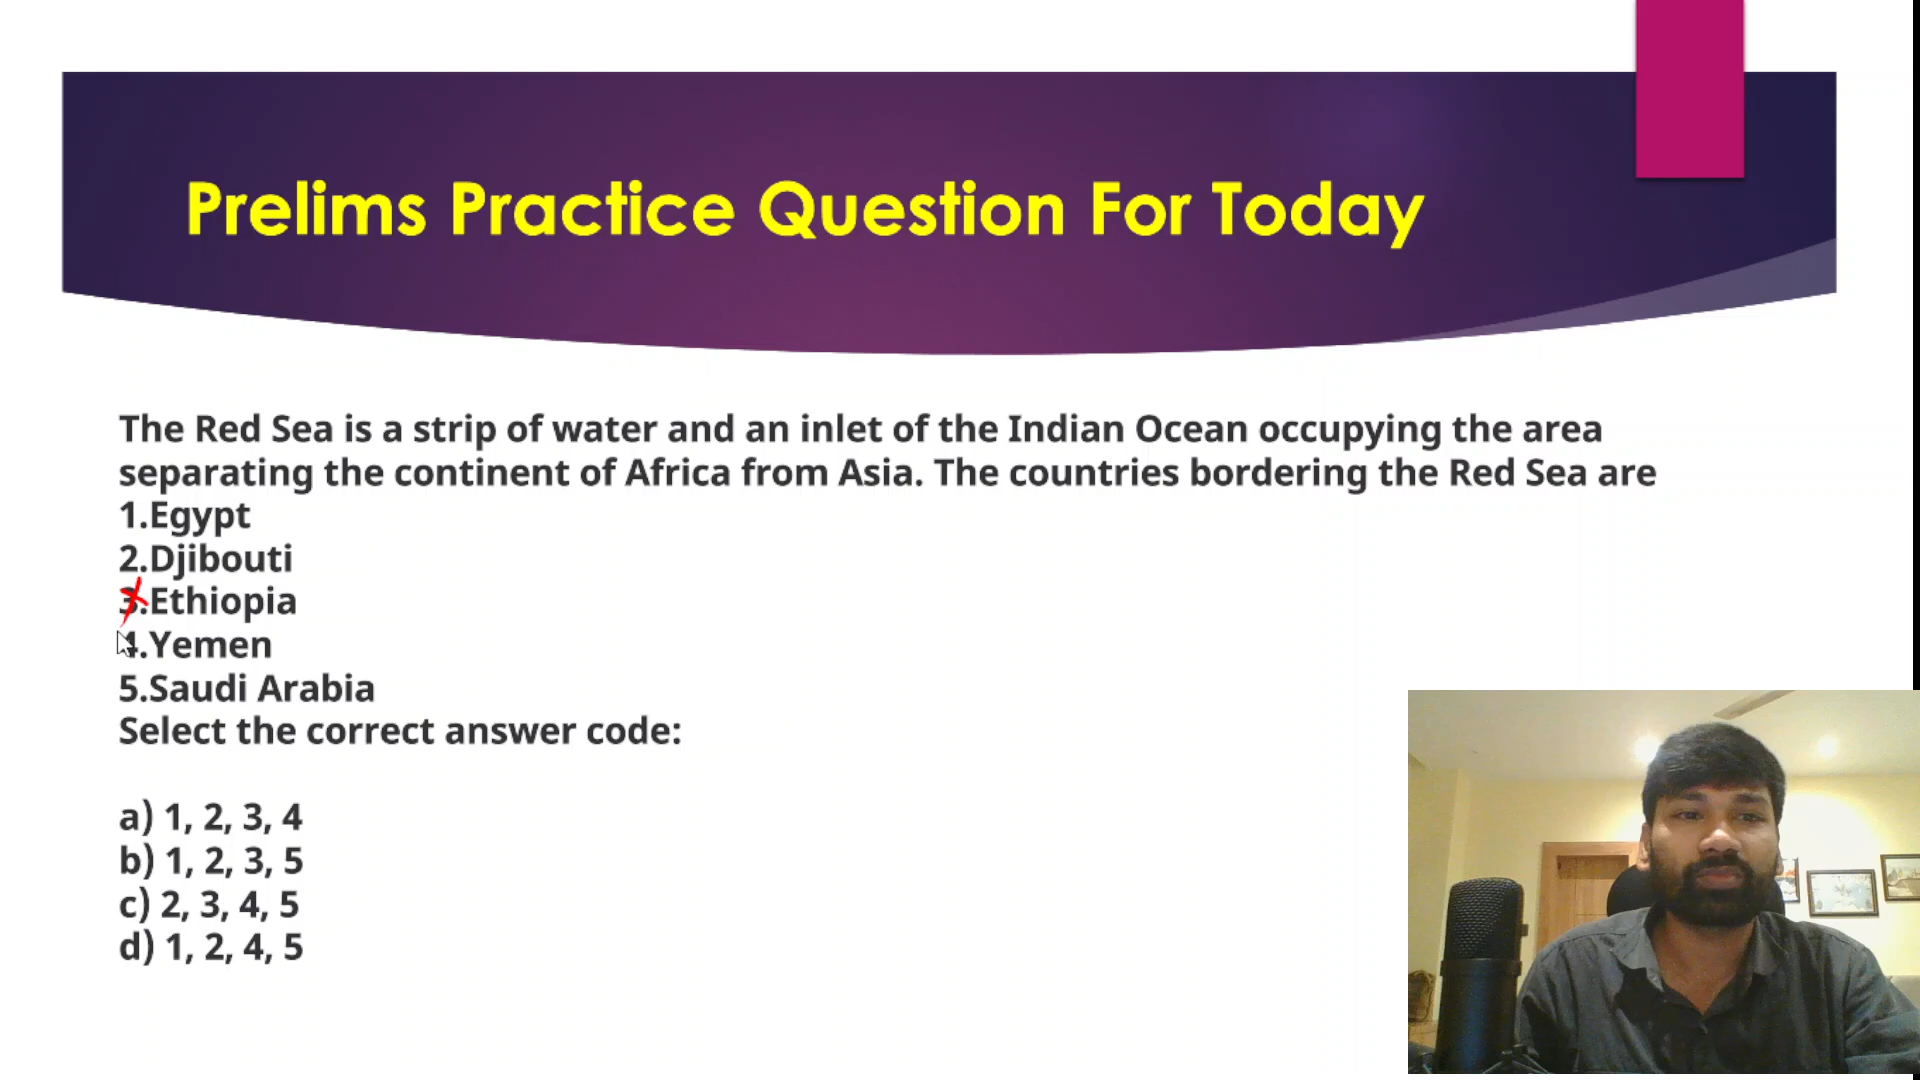 Prelims Practice Question For Today
The Red Sea is a strip of water and an inlet of the Indian Ocean occupying the area
separating the continent of Africa from Asia. The countries bordering the Red Sea are
1.Egypt
2.Djibouti
3.Ethiopia
4.Yemen
5.Saudi Arabia
Select the correct answer code:
a) 1, 2, 3, 4
b) 1, 2, 3, 5
c) 2, 3, 4, 5
d) 1, 2, 4, 5